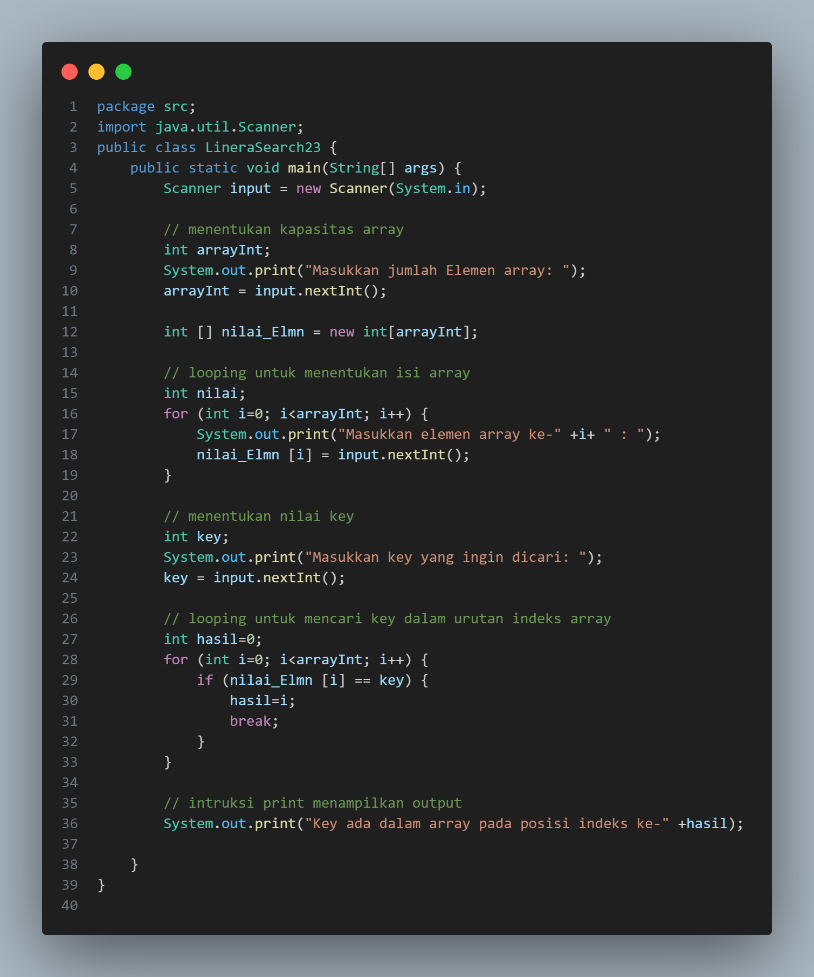 1 package src;
2 import java.util.Scanner;
3 public class LineraSearch23 {
4     public static void main(String[] args) {
5         Scanner input = new Scanner(System.in);
6
7         // menentukan kapasitas array
8         int arrayInt;
9         System.out.print("Masukkan jumlah Elemen array: ");
10         arrayInt = input.nextInt();
11
12         int [] nilai_Elmn = new int[arrayInt];
13
14         // looping untuk menentukan isi array
15         int nilai;
16         for (int i=0; i<arrayInt; i++) {
17             System.out.print("Masukkan elemen array ke-" +i+ " : ");
18             nilai_Elmn [i] = input.nextInt();
19         }
20
21         // menentukan nilai key
22         int key;
23         System.out.print("Masukkan key yang ingin dicari: ");
24         key = input.nextInt();
25
26         // looping untuk mencari key dalam urutan indeks array
27         int hasil=0;
28         for (int i=0; i<arrayInt; i++) {
29             if (nilai_Elmn [i] == key) {
30                 hasil=i;
31                 break;
32             }
33         }
34
35         // intruksi print menampilkan output
36         System.out.print("Key ada dalam array pada posisi indeks ke-" +hasil);
37
38     }
39 }
40